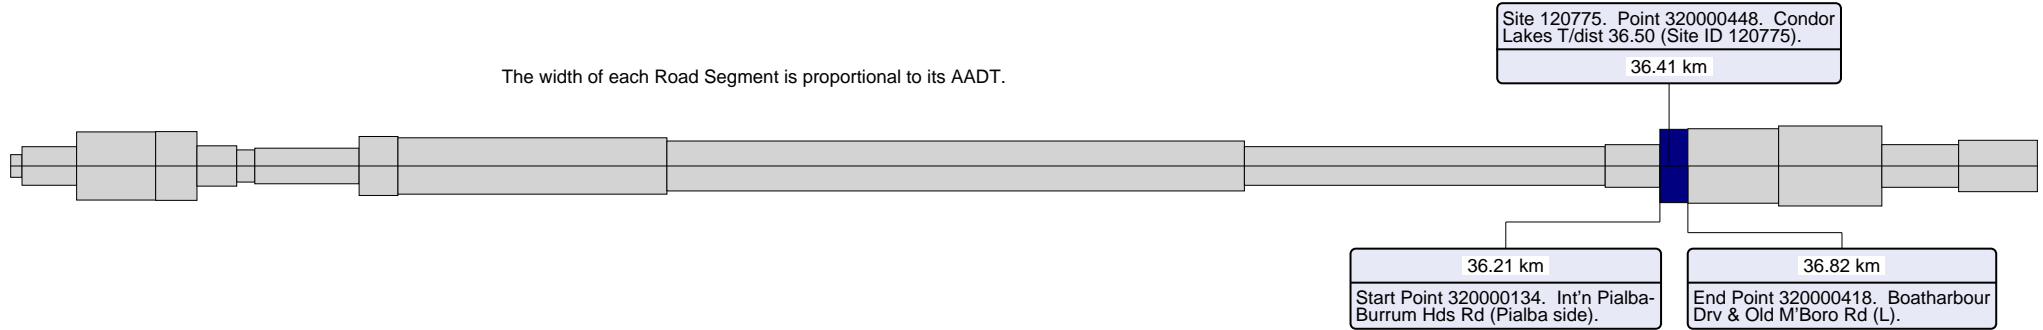 Site 120775. Point 320000448. Condor
Lakes T/dist 36.50 (Site ID 120775).
36.41 km
The width of each Road Segment is proportional to its AADT.
36.21 km
Start Point 320000134. Int'n Pialba-
Burrum Hds Rd (Pialba side).
36.82 km
End Point 320000418. Boatharbour
Drv & Old M'Boro Rd (L).